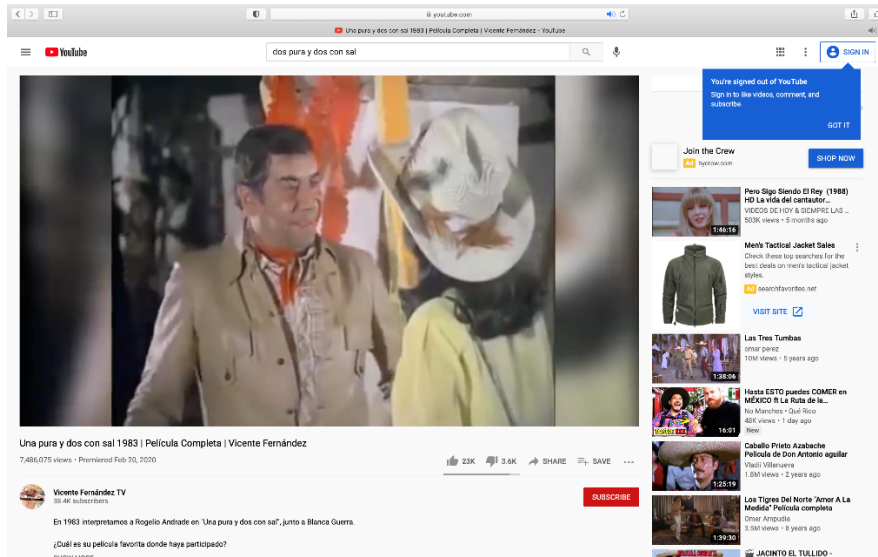 youtube.com
Una pura y dos con sal 1983 | Película Completa | Vicente Fernández - YouTube
YouTube
dos pura y dos con sal
SIGN IN
You're signed out of YouTube
Sign in to like videos, comment, and
subscribe.
GOT IT
Join the Crew
Ad hydrow.com
SHOP NOW
Pero Sigo Siendo El Rey (1988)
HD La vida del cantautor...
VIDEOS DE HOY & SIEMPRE LAS ...
503K views • 5 months ago
1:46:16
Men's Tactical Jacket Sales
Check these top searches for the
best deals on men's tactical jacket
styles.
Ad searchfavorites.net
VISIT SITE
Las Tres Tumbas
omar perez
10M views • 5 years ago
1:38:06
Hasta ESTO puedes COMER en
MÉXICO ft La Ruta de la...
No Manches • Qué Rico
48K views • 1 day ago
New
16:01
Caballo Prieto Azabache
Pelicula de Don Antonio aguilar
Vladii Villanueva
1.8M views • 2 years ago
1:25:19
Los Tigres Del Norte "Amor A La
Medida" Película completa
Omar Ampudia
3.5M views • 8 years ago
1:39:30
JACINTO EL TULLIDO -
Una pura y dos con sal 1983 | Película Completa | Vicente Fernández
7,486,075 views • Premiered Feb 20, 2020
23K 3.6K SHARE SAVE
Vicente Fernández TV
38.4K subscribers
SUBSCRIBE
En 1983 interpretamos a Rogelio Andrade en "Una pura y dos con sal", junto a Blanca Guerra.
¿Cuál es su película favorita donde haya participado?
SHOW MORE